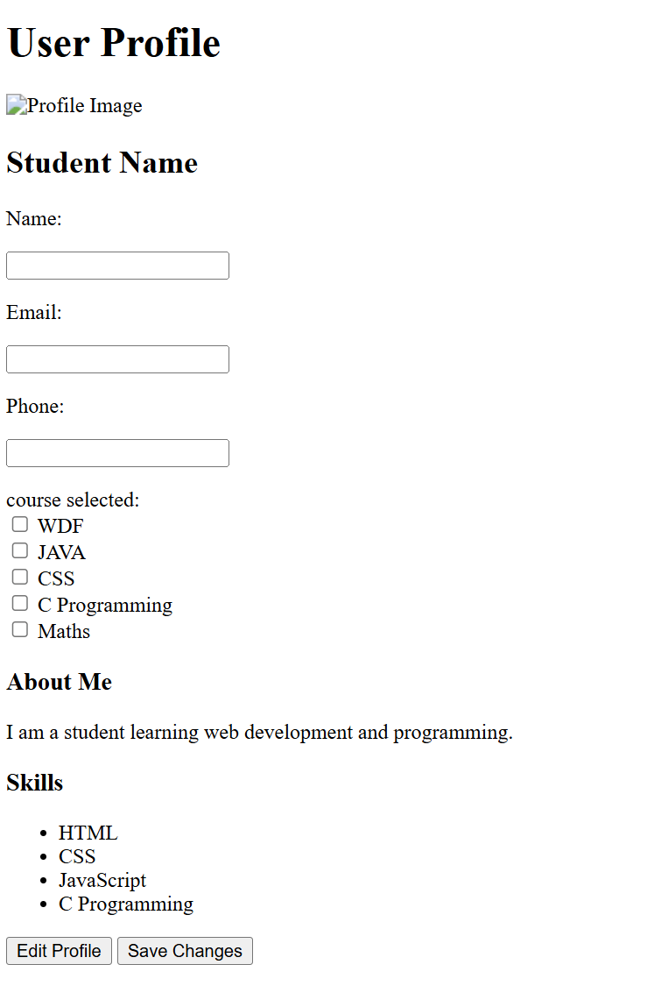 User Profile
Profile Image
Student Name
Name:
Email:
Phone:
course selected:
WDF
JAVA
CSS
C Programming
Maths
About Me
I am a student learning web development and programming.
Skills
HTML
CSS
JavaScript
C Programming
Edit Profile Save Changes